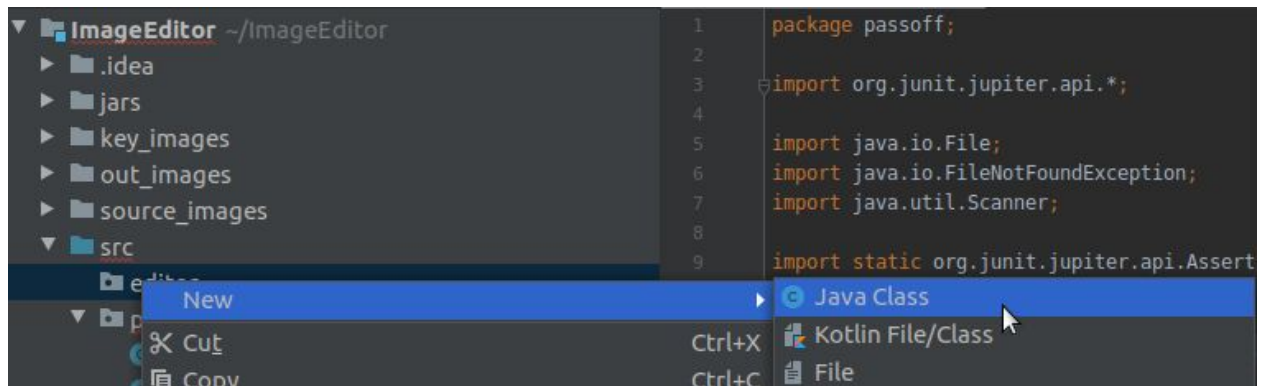 ImageEditor ~/ImageEditor
.idea
jars
key_images
out_images
source_images
src
New
Cut Ctrl+X
Copy Ctrl+C
1 package passoff;
2
3 import org.junit.jupiter.api.*;
4
5 import java.io.File;
6 import java.io.FileNotFoundException;
7 import java.util.Scanner;
8
9 import static org.junit.jupiter.api.Assert
Java Class
Kotlin File/Class
File